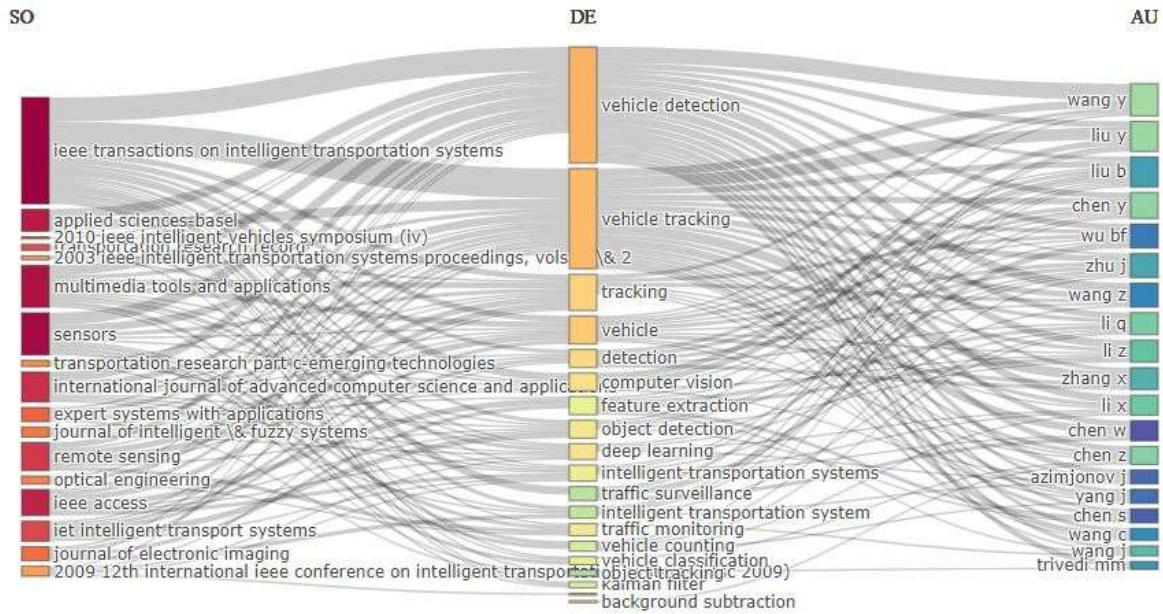 SO
DE
AU
ieee transactions on intelligent transportation systems
applied sciences-basel
2010 ieee intelligent vehicles symposium (iv)
transportation research record
2003 ieee intelligent transportation systems proceedings, vols \& 2
multimedia tools and applications
sensors
transportation research part c-emerging technologies
international journal of advanced computer science and applications
expert systems with applications
journal of intelligent \& fuzzy systems
remote sensing
optical engineering
ieee access
iet intelligent transport systems
journal of electronic imaging
2009 12th international ieee conference on intelligent transportation 2009)
vehicle detection
vehicle tracking
tracking
vehicle
detection
computer vision
feature extraction
object detection
deep learning
intelligent transportation systems
traffic surveillance
intelligent transportation system
traffic monitoring
vehicle counting
vehicle classification
object tracking
kalman filter
background subtraction
wang y
liu y
liu b
chen y
wu bf
zhu j
wang z
li q
li z
zhang x
li x
chen w
chen z
azimjonov j
yang j
chen s
wang c
wang j
trivedi mm